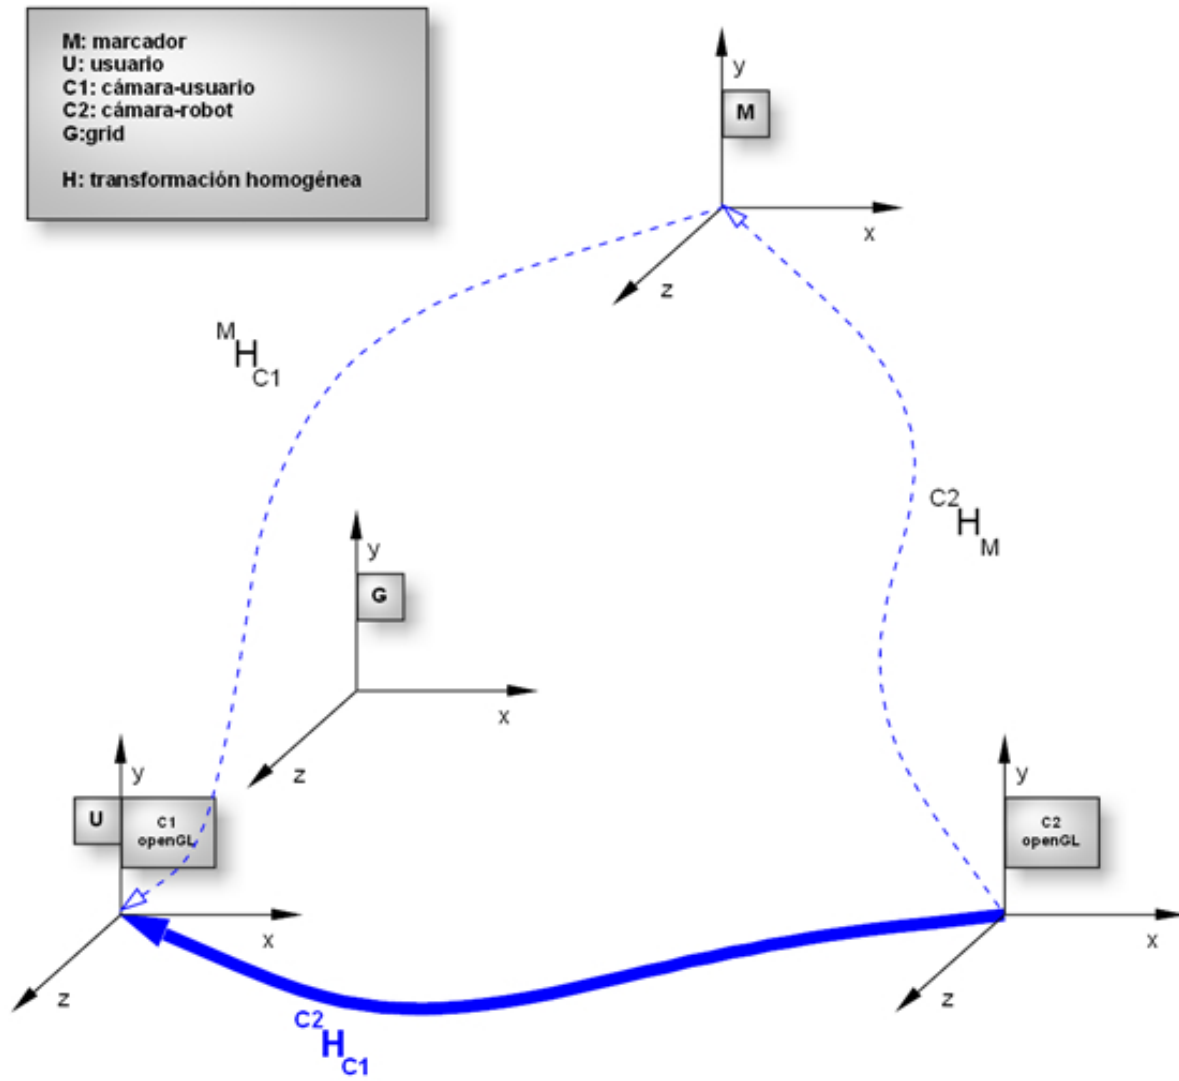 M: marcador
U: usuario
C1: cámara-usuario
C2: cámara-robot
G:grid
H: transformación homogénea
y
M
x
z
M
H
C1
C2
H
M
y
G
x
z
y
U
C1
openGL
x
z
y
C2
openGL
x
z
C2
H
C1